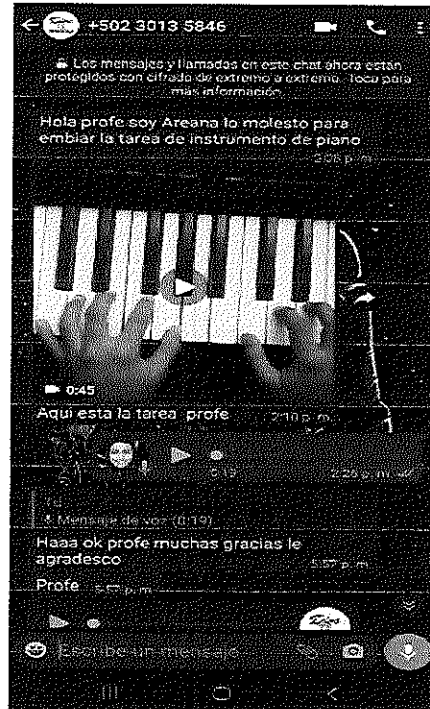 +502 3013 5846
Los mensajes y llamadas en este chat ahora están
protegidos con cifrado de extremo a extremo. Toca para
más información.
Hola profe soy Areana lo molesto para
embiar la tarea de instrumento de piano
2:08 p. m.
0:45
Aqui esta la tarea profe
2:10 p. m.
0:19
2:26 p. m.
Tú
Mensaje de voz (0:19)
Haaa ok profe muchas gracias le
agradesco
5:57 p. m.
Profe
5:57 p. m.
Escribe un mensaje